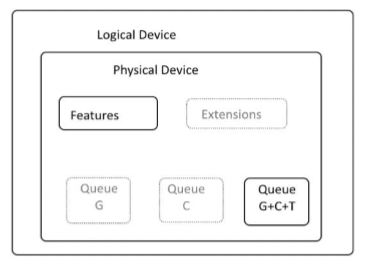 Logical Device
Physical Device
Features
Extensions
Queue
G
Queue
C
Queue
G+C+T